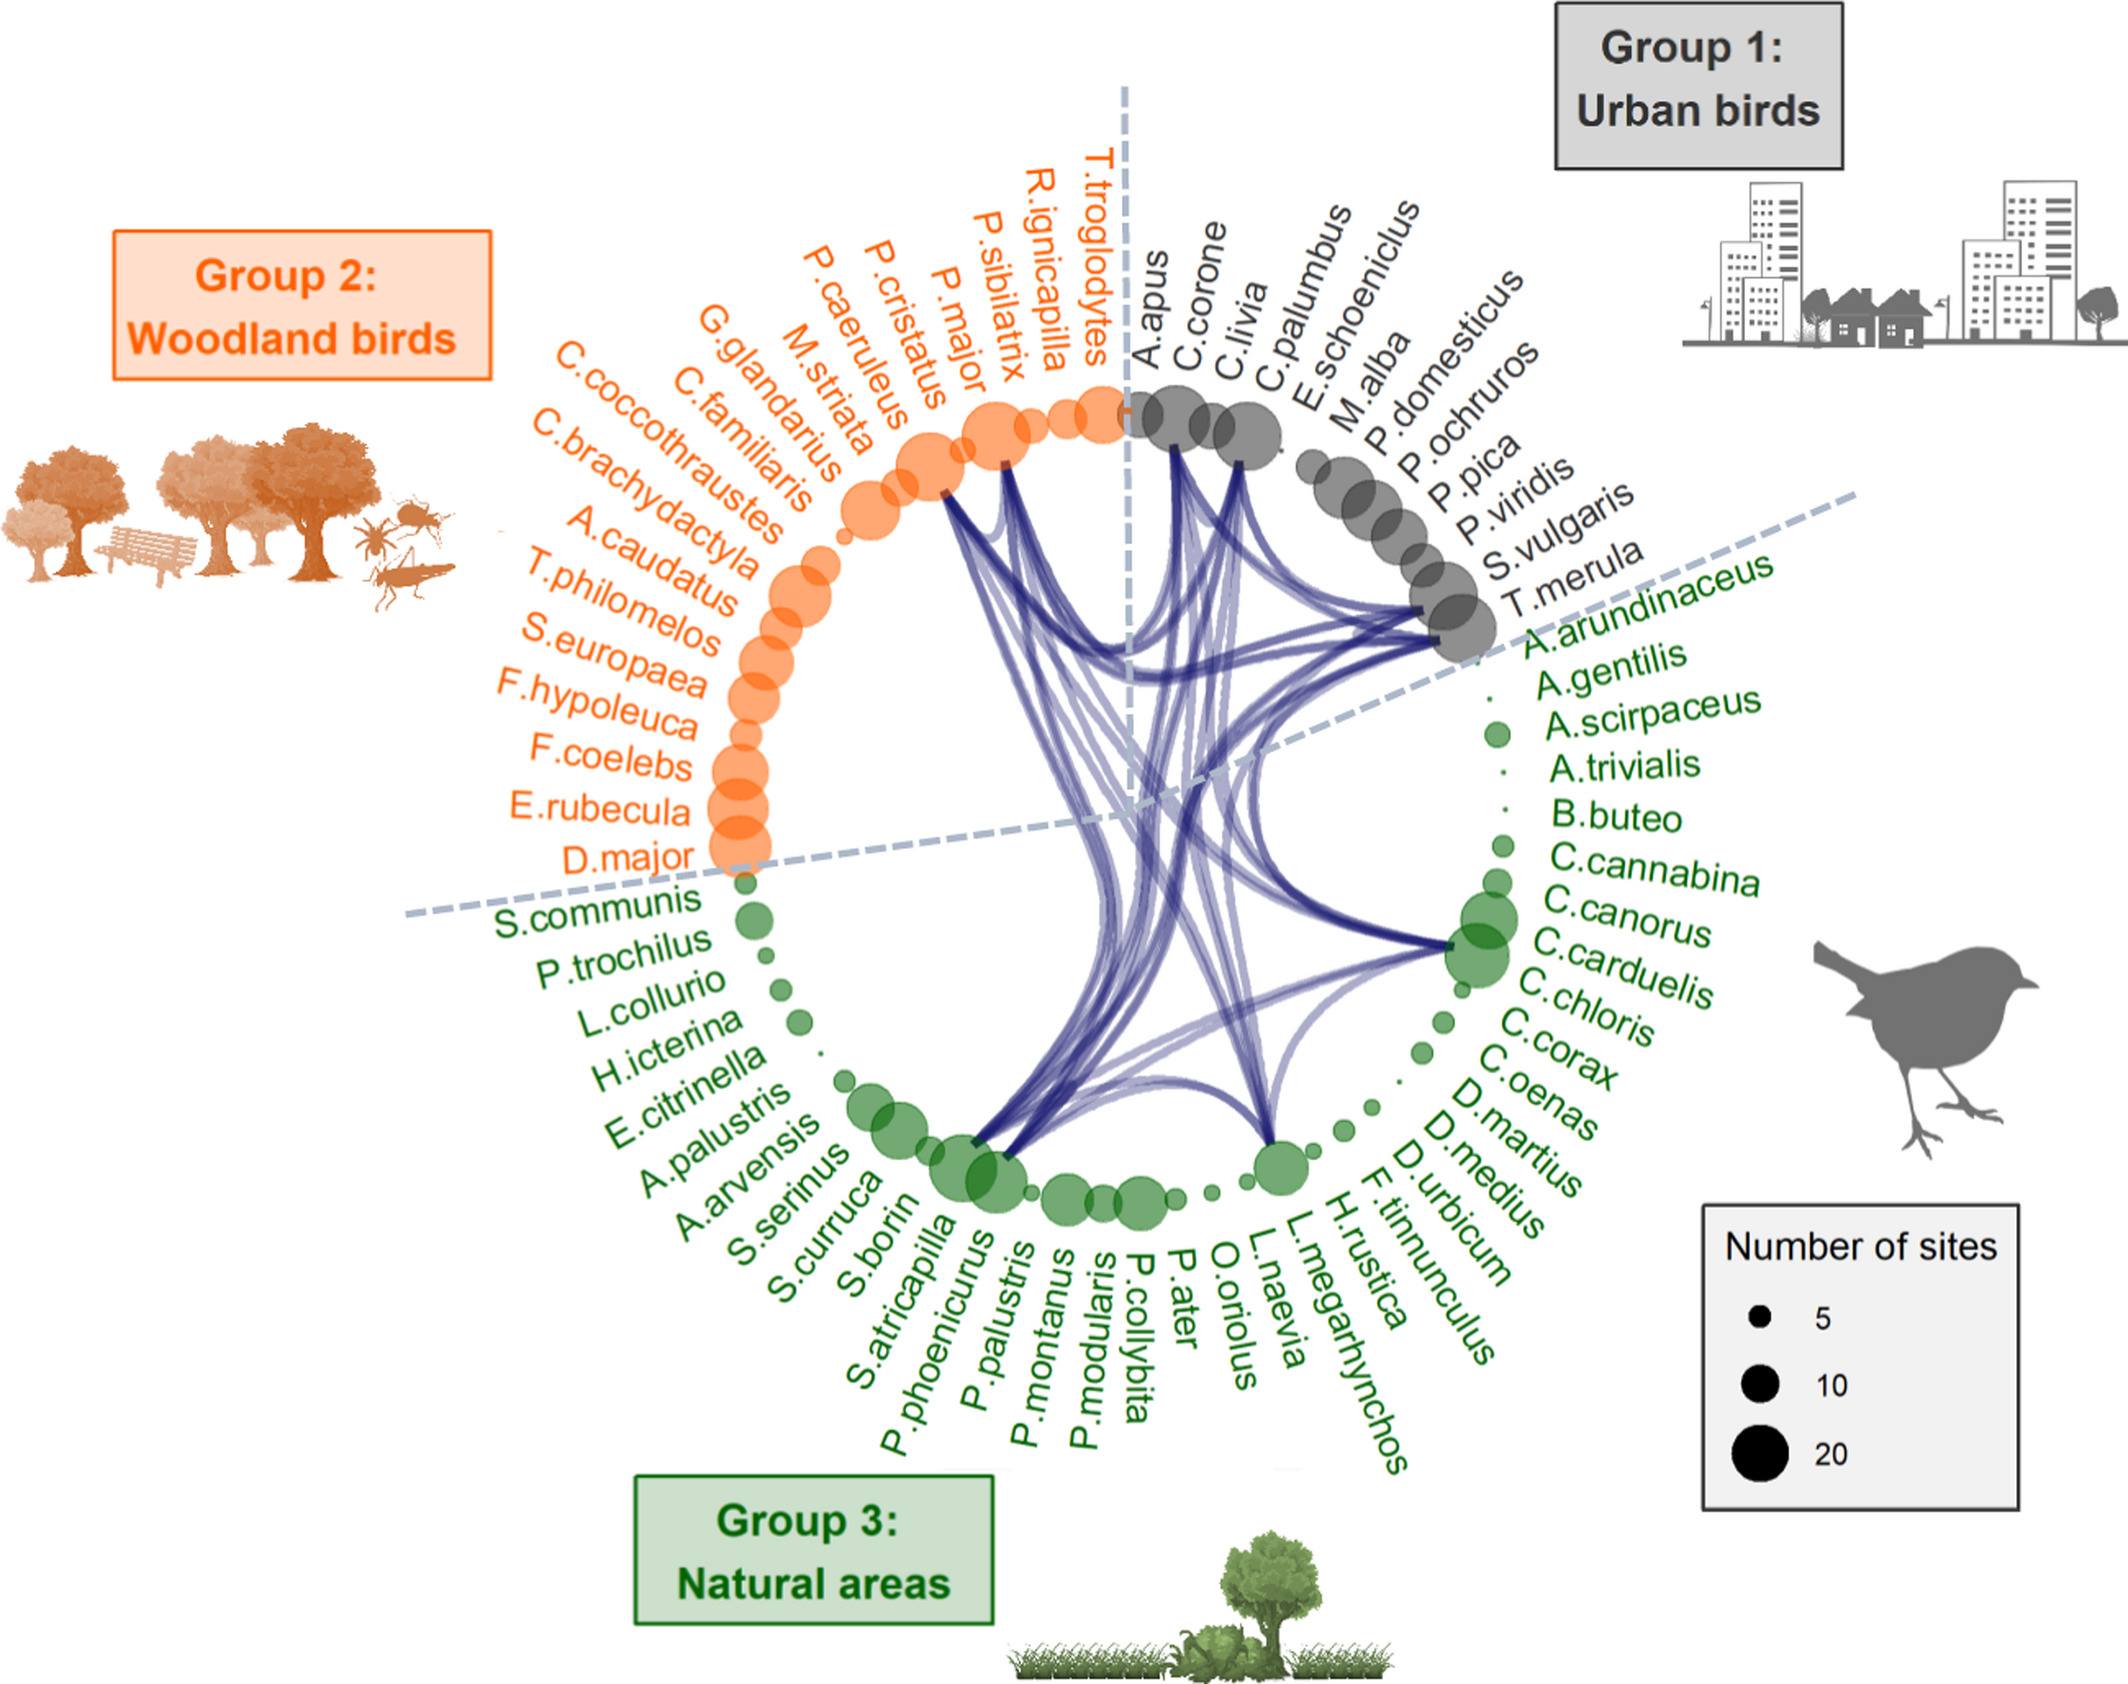 Group 1:
Urban birds
Group 2:
Woodland birds
T.troglodytes
R.ignicapilla
P.sibilatrix
P.major
P.cristatus
P.caeruleus
M.striata
G.glandarius
C.familiaris
C.coccothraustes
C.brachydactyla
A.caudatus
T.philomelos
S.europaea
F.hypoleuca
F.coelebs
E.rubecula
D.major
A.apus
C.corone
C.livia
C.palumbus
E.schoeniclus
M.alba
P.domesticus
P.ochruros
P.pica
P.viridis
S.vulgaris
T.merula
A.arundinaceus
A.gentilis
A.scirpaceus
A.trivialis
B.buteo
C.cannabina
C.canorus
C.carduelis
C.chloris
C.corax
C.oenas
D.martius
D.medius
D.urbicum
F.tinnunculus
H.rustica
L.megarhynchos
L.naevia
O.oriolus
P.ater
P.collybita
P.modularis
P.montanus
P.palustris
P.phoenicurus
S.atricapilla
S.borin
S.curruca
S.serinus
A.arvensis
A.palustris
E.citrinella
H.icterina
L.collurio
P.trochilus
S.communis
Number of sites
5
10
20
Group 3:
Natural areas